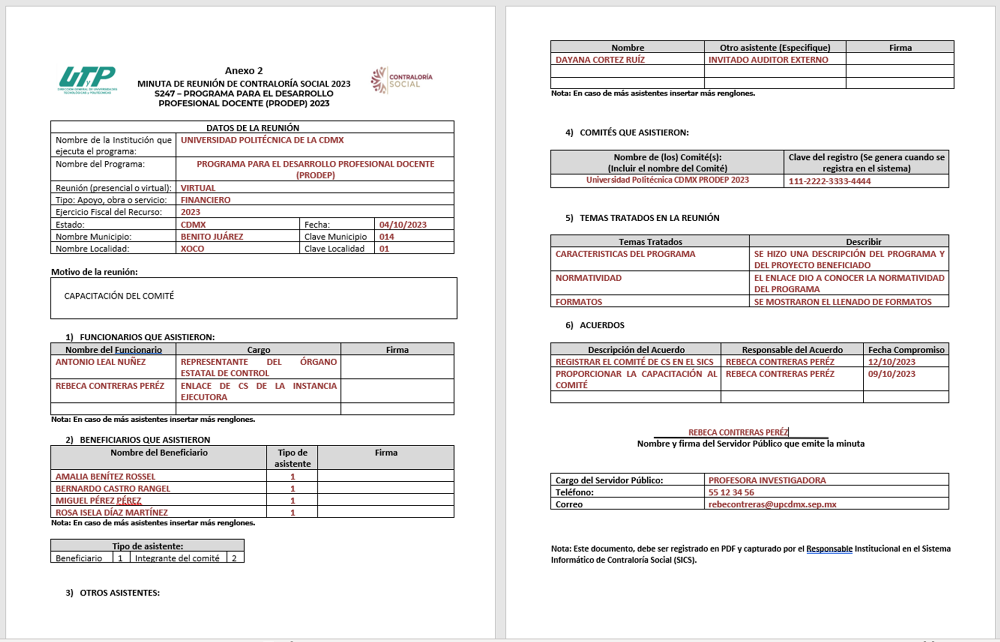 UTyP
DIRECCIÓN GENERAL DE UNIVERSIDADES
TECNOLÓGICAS y POLITÉCNICAS
Anexo 2
MINUTA DE REUNIÓN DE CONTRALORÍA SOCIAL 2023
S247 – PROGRAMA PARA EL DESARROLLO
PROFESIONAL DOCENTE (PRODEP) 2023
CONTRALORÍA
SOCIAL
DATOS DE LA REUNIÓN
Nombre de la Institución que
ejecuta el programa:
UNIVERSIDAD POLITÉCNICA DE LA CDMX
Nombre del Programa:
PROGRAMA PARA EL DESARROLLO PROFESIONAL DOCENTE
(PRODEP)
Reunión (presencial o virtual): VIRTUAL
Tipo: Apoyo, obra o servicio: FINANCIERO
Ejercicio Fiscal del Recurso: 2023
Estado: CDMX Fecha: 04/10/2023
Nombre Municipio: BENITO JUÁREZ Clave Municipio 014
Nombre Localidad: XOCO Clave Localidad 01
Motivo de la reunión:
CAPACITACIÓN DEL COMITÉ
1) FUNCIONARIOS QUE ASISTIERON:
Nombre del Funcionario Cargo Firma
ANTONIO LEAL NUÑEZ
REPRESENTANTE DEL ÓRGANO
ESTATAL DE CONTROL
REBECA CONTRERAS PERÉZ
ENLACE DE CS DE LA INSTANCIA
EJECUTORA
Nota: En caso de más asistentes insertar más renglones.
2) BENEFICIARIOS QUE ASISTIERON
Nombre del Beneficiario
Tipo de
asistente
Firma
AMALIA BENÍTEZ ROSSEL 1
BERNARDO CASTRO RANGEL 1
MIGUEL PÉREZ PÉREZ 1
ROSA ISELA DÍAZ MARTÍNEZ 1
Nota: En caso de más asistentes insertar más renglones.
Tipo de asistente:
Beneficiario 1 Integrante del comité 2
3) OTROS ASISTENTES:
Nombre Otro asistente (Especifique) Firma
DAYANA CORTEZ RUÍZ INVITADO AUDITOR EXTERNO
Nota: En caso de más asistentes insertar más renglones.
4) COMITÉS QUE ASISTIERON:
Nombre de (los) Comité(s):
(Incluir el nombre del Comité)
Clave del registro (Se genera cuando se
registra en el sistema)
Universidad Politécnica CDMX PRODEP 2023 111-2222-3333-4444
5) TEMAS TRATADOS EN LA REUNIÓN
Temas Tratados Describir
CARACTERISTICAS DEL PROGRAMA
SE HIZO UNA DESCRIPCIÓN DEL PROGRAMA Y
DEL PROYECTO BENEFICIADO
NORMATIVIDAD
EL ENLACE DIO A CONOCER LA NORMATIVIDAD
DEL PROGRAMA
FORMATOS SE MOSTRARON EL LLENADO DE FORMATOS
6) ACUERDOS
Descripción del Acuerdo Responsable del Acuerdo Fecha Compromiso
REGISTRAR EL COMITÉ DE CS EN EL SICS REBECA CONTRERAS PERÉZ 12/10/2023
PROPORCIONAR LA CAPACITACIÓN AL
COMITÉ
REBECA CONTRERAS PERÉZ 09/10/2023
REBECA CONTRERAS PERÉZ
Nombre y firma del Servidor Público que emite la minuta
Cargo del Servidor Público: PROFESORA INVESTIGADORA
Teléfono: 55 12 34 56
Correo rebecontreras@upcdmx.sep.mx
Nota: Este documento, debe ser registrado en PDF y capturado por el Responsable Institucional en el Sistema
Informático de Contraloría Social (SICS).